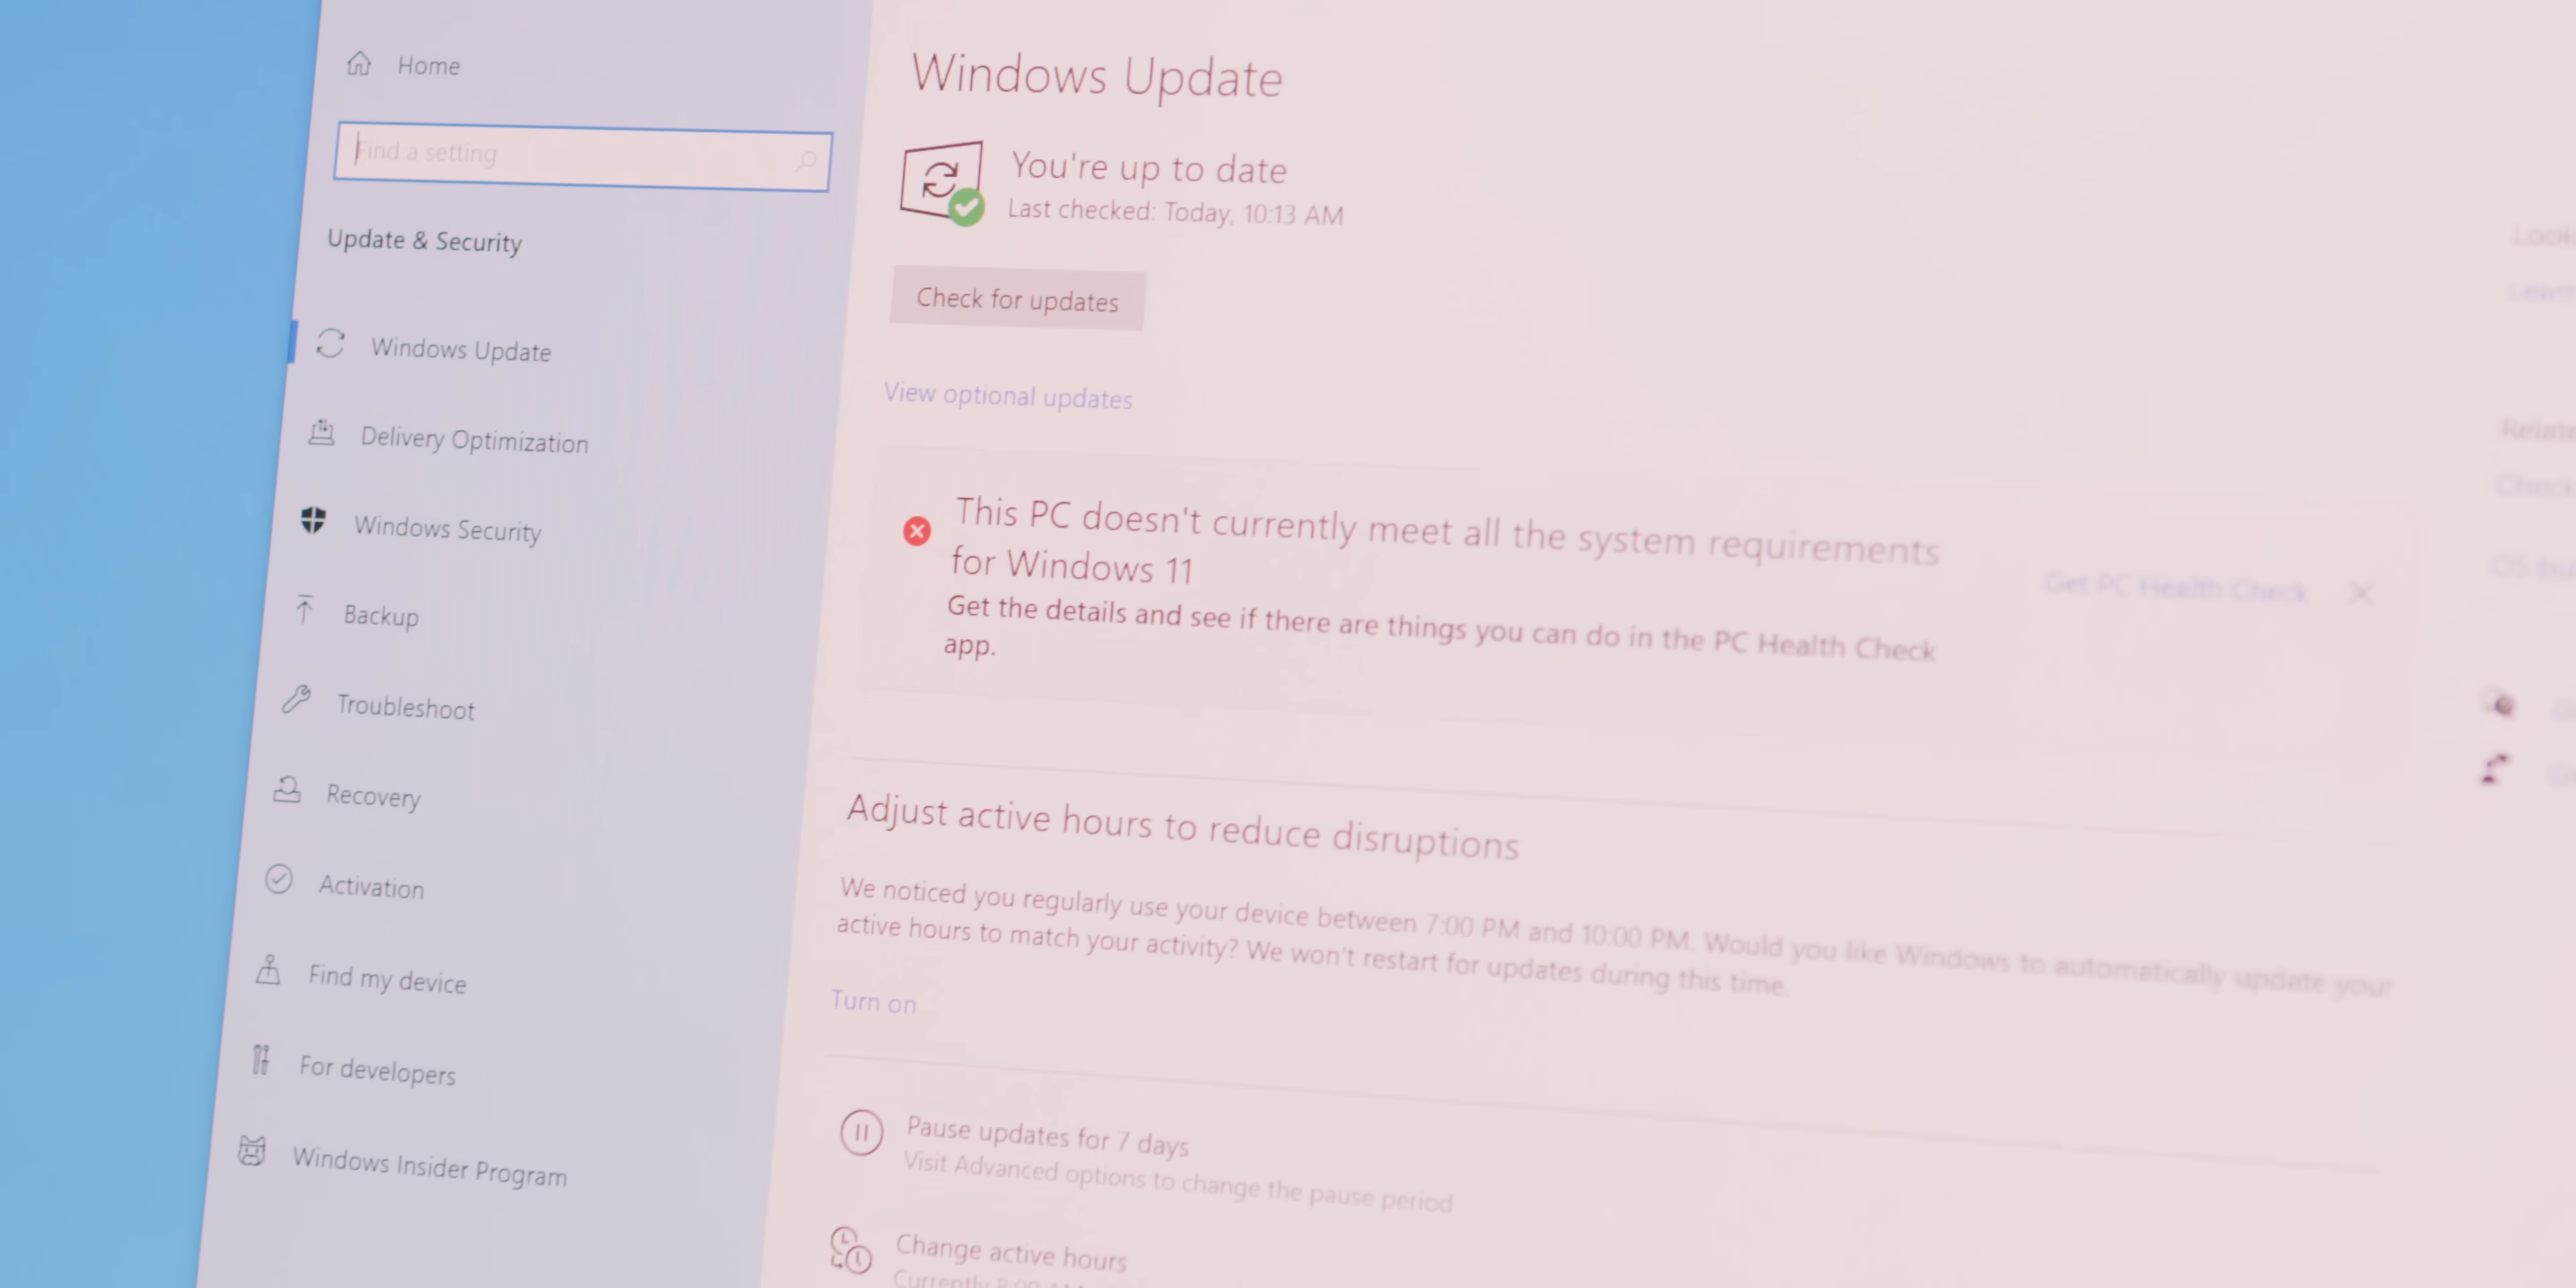 Home
Find a setting
Update & Security
Windows Update
Delivery Optimization
Windows Security
Backup
Troubleshoot
Recovery
Activation
Find my device
For developers
Windows Insider Program
Windows Update
You're up to date
Last checked: Today, 10:13 AM
Check for updates
View optional updates
This PC doesn't currently meet all the system requirements
for Windows 11
Get the details and see if there are things you can do in the PC Health Check
app.
Get PC Health Check
Adjust active hours to reduce disruptions
We noticed you regularly use your device between 7:00 PM and 10:00 PM. Would you like Windows to automatically update your
active hours to match your activity? We won't restart for updates during this time.
Turn on
Pause updates for 7 days
Visit Advanced options to change the pause period
Change active hours
Currently
Check